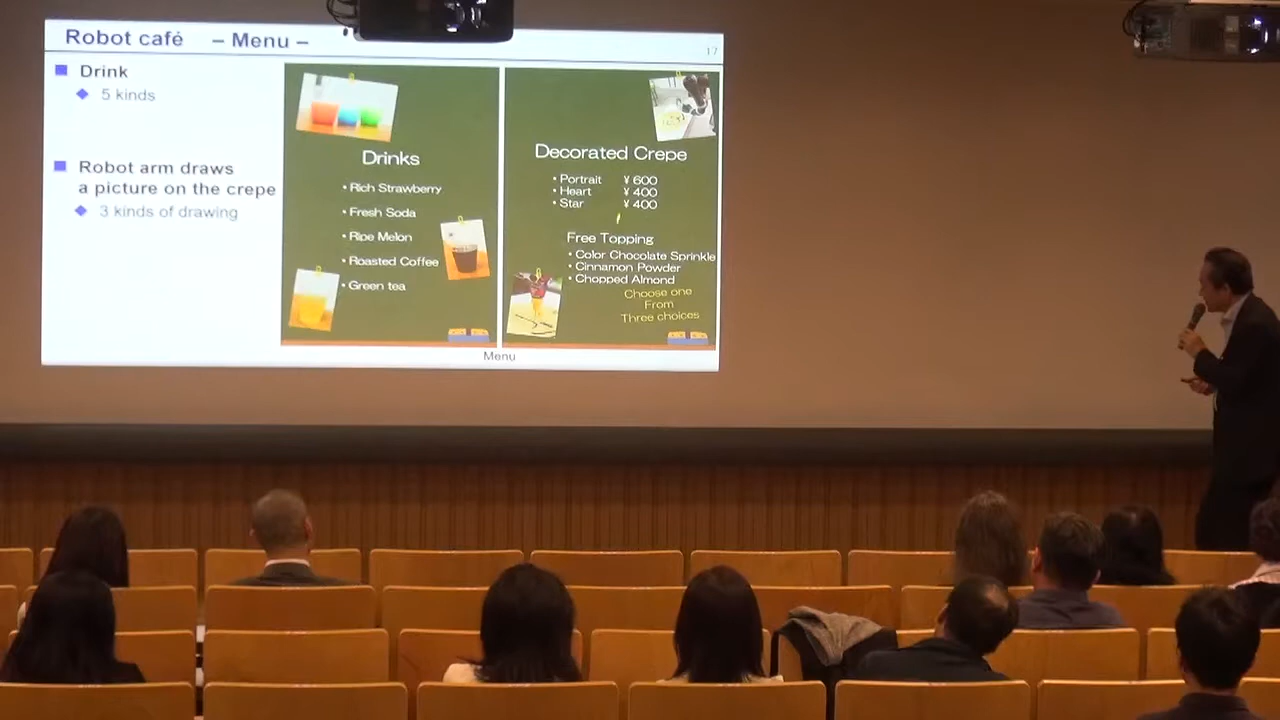 Robot café – Menu –
17
■ Drink
◆ 5 kinds
■ Robot arm draws
a picture on the crepe
◆ 3 kinds of drawing
Drinks
• Rich Strawberry
• Fresh Soda
• Ripe Melon
• Roasted Coffee
• Green tea
Decorated Crepe
• Portrait ¥ 600
• Heart ¥ 400
• Star ¥ 400
Free Topping
• Color Chocolate Sprinkle
• Cinnamon Powder
• Chopped Almond
Choose one
From
Three choices
Menu